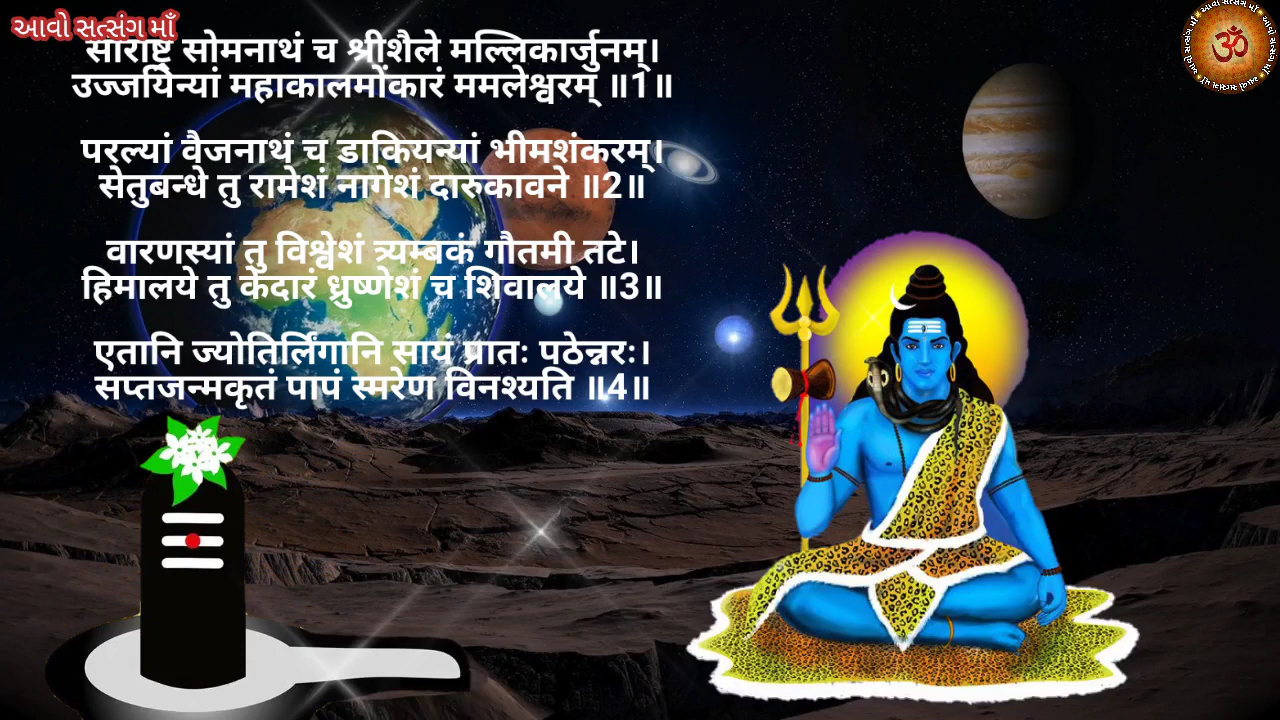 આવો સત્સંગ માઁ
सौराष्ट्रे सोमनाथं च श्रीशैले मल्लिकार्जुनम्।
उज्जयिन्यां महाकालमोंकारं ममलेश्वरम् ॥1॥
परल्यां वैजनाथं च डाकियन्यां भीमशंकरम्।
सेतुबन्धे तु रामेशं नागेशं दारुकावने ॥2॥
वारणस्यां तु विश्वेशं त्र्यम्बकं गौतमी तटे।
हिमालये तु केदारं ध्रुष्णेशं च शिवालये ॥3॥
एतानि ज्योतिर्लिंगानि सायं प्रातः पठेन्नरः।
सप्तजन्मकृतं पापं स्मरेण विनश्यति ॥4॥
ॐ